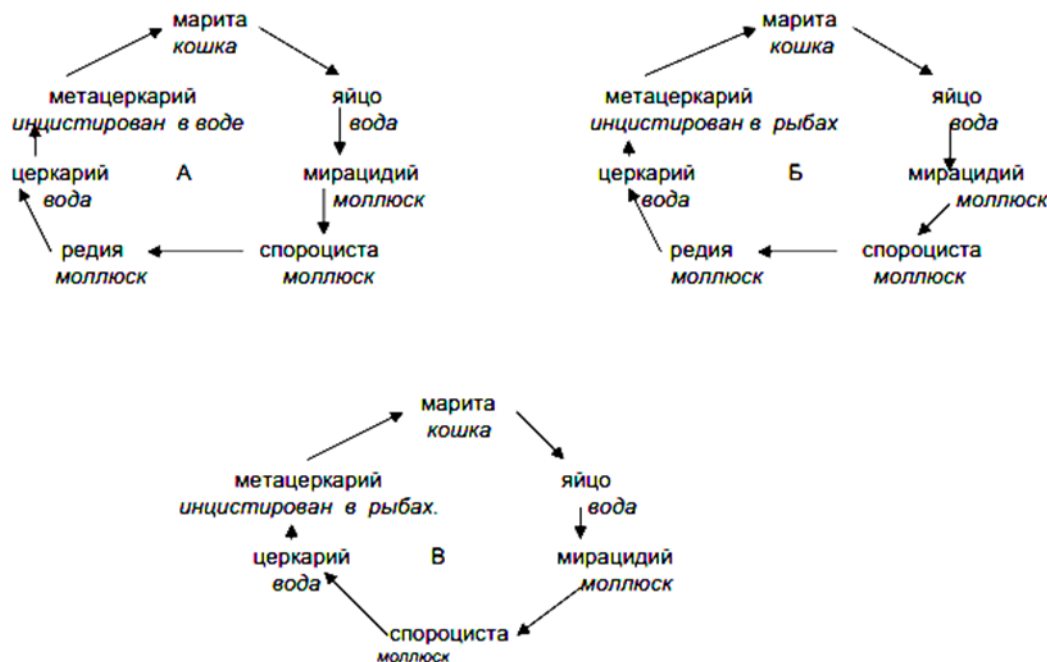 марита
кошка
метацеркарий
инцистирован в воде
яйцо
вода
церкарий
вода
А
мирацидий
моллюск
редия
моллюск
спороциста
моллюск
марита
кошка
метацеркарий
инцистирован в рыбах
яйцо
вода
церкарий
вода
Б
мирацидий
моллюск
редия
моллюск
спороциста
моллюск
марита
кошка
метацеркарий
инцистирован в рыбах.
яйцо
вода
церкарий
вода
В
мирацидий
моллюск
спороциста
моллюск